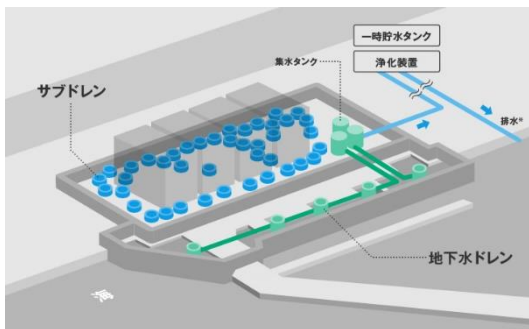 一時貯水タンク
集水タンク
浄化装置
サブドレン
排水※
地下水ドレン